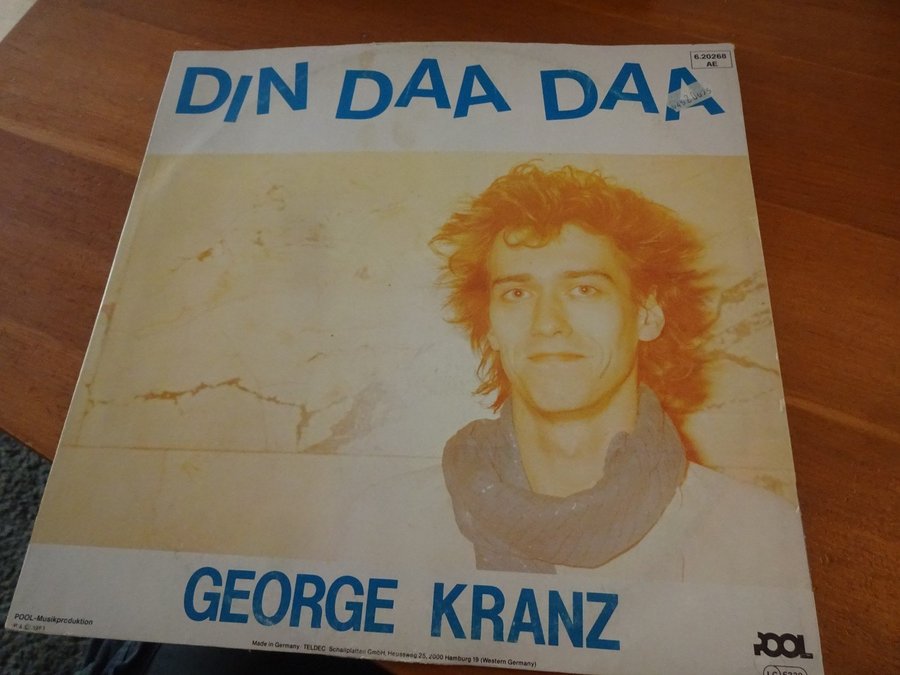 6.20268
AE
DIN DAA DAA
GEORGE KRANZ
POOL-Musikproduktion
Made in Germany TELDEC Schallplatten GmbH, Heussweg 25, 2000 Hamburg 19 (Western Germany)
POOL
LC